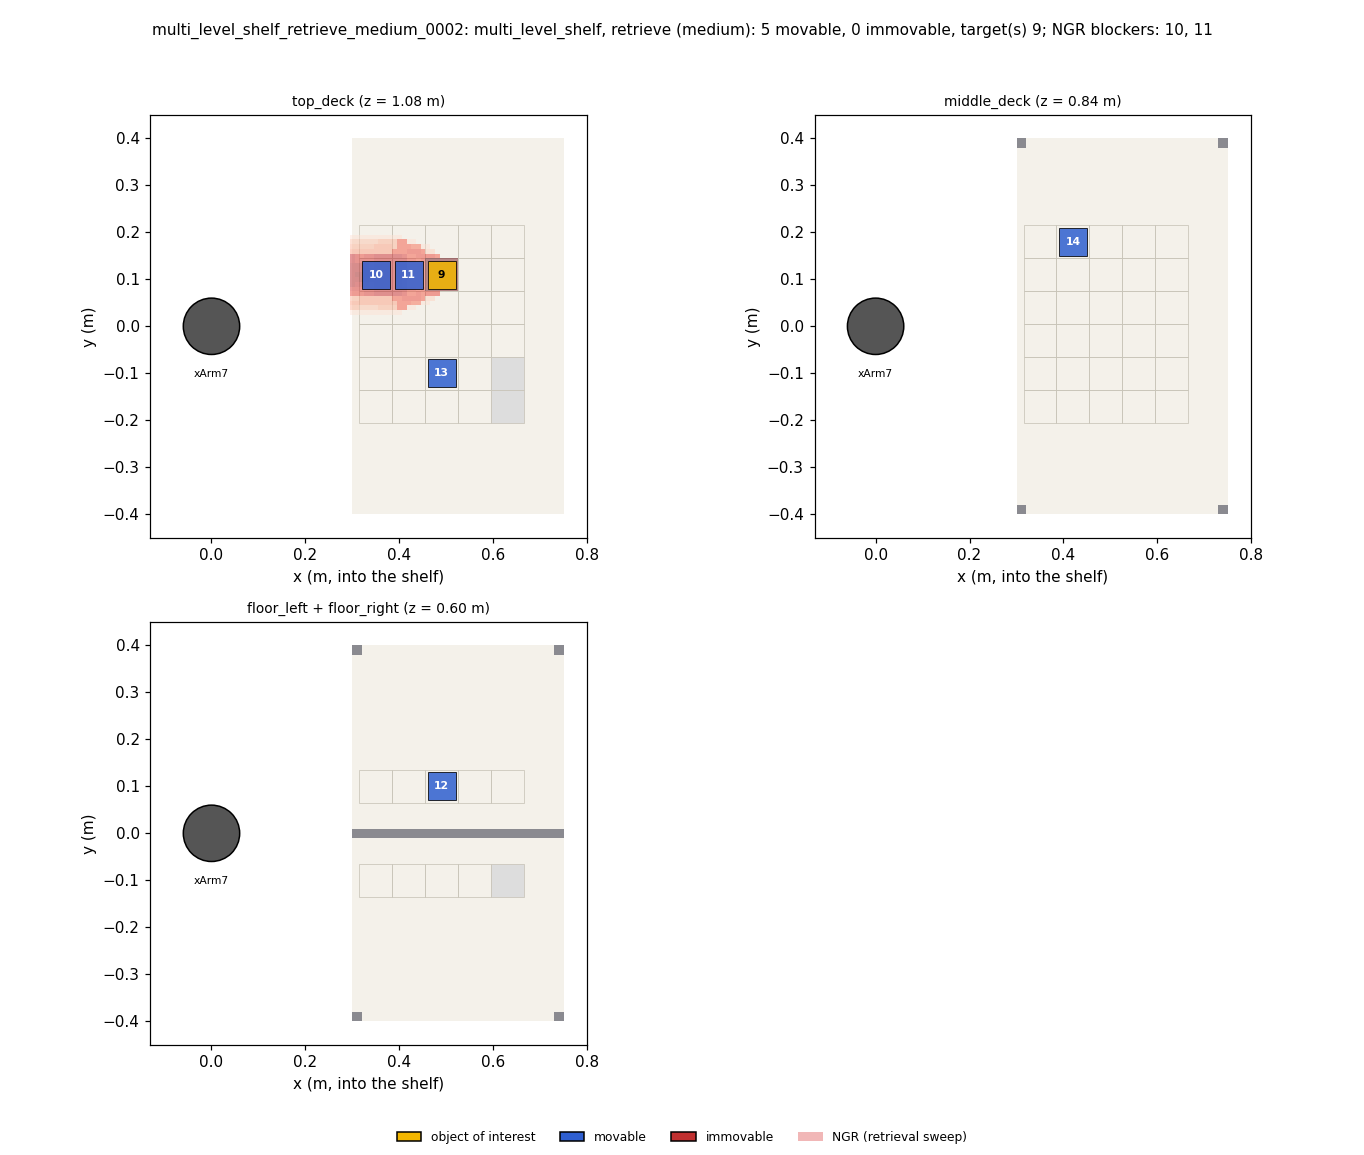 multi_level_shelf_retrieve_medium_0002: multi_level_shelf, retrieve (medium): 5 movable, 0 immovable, target(s) 9; NGR blockers: 10, 11
top_deck (z = 1.08 m)
0.4
0.3
0.2
0.1
0.0
−0.1
−0.2
−0.3
−0.4
y (m)
10
11
9
13
xArm7
0.0
0.2
0.4
0.6
0.8
x (m, into the shelf)
middle_deck (z = 0.84 m)
0.4
0.3
0.2
0.1
0.0
−0.1
−0.2
−0.3
−0.4
y (m)
14
xArm7
0.0
0.2
0.4
0.6
0.8
x (m, into the shelf)
floor_left + floor_right (z = 0.60 m)
0.4
0.3
0.2
0.1
0.0
−0.1
−0.2
−0.3
−0.4
y (m)
12
xArm7
0.0
0.2
0.4
0.6
0.8
x (m, into the shelf)
object of interest
movable
immovable
NGR (retrieval sweep)